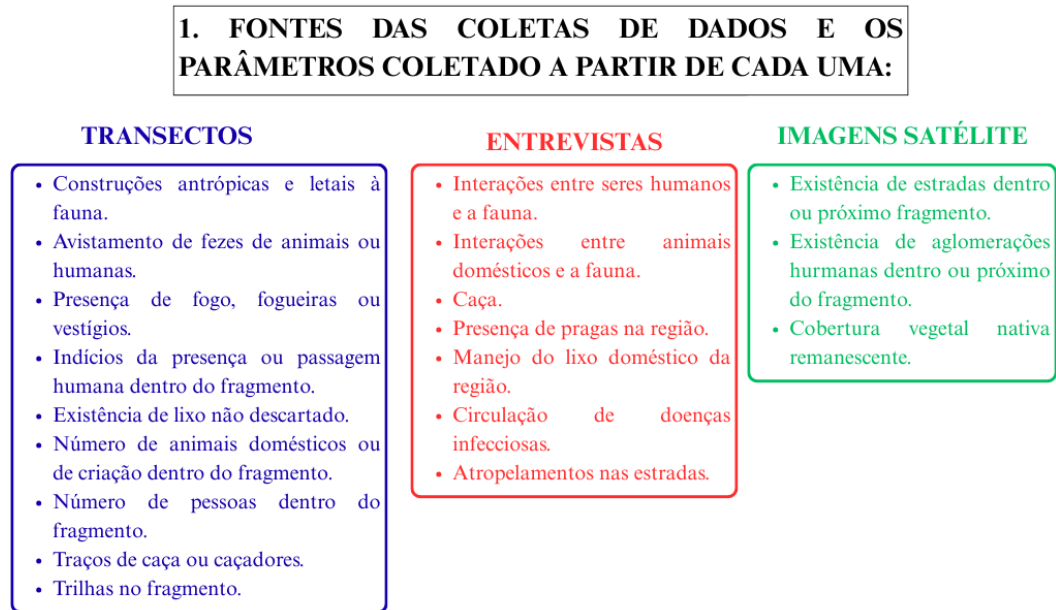 1. FONTES DAS COLETAS DE DADOS E OS
PARÂMETROS COLETADO A PARTIR DE CADA UMA:
TRANSECTOS
• Construções antrópicas e letais à
fauna.
• Avistamento de fezes de animais ou
humanas.
• Presença de fogo, fogueiras ou
vestígios.
• Indícios da presença ou passagem
humana dentro do fragmento.
• Existência de lixo não descartado.
• Número de animais domésticos ou
de criação dentro do fragmento.
• Número de pessoas dentro do
fragmento.
• Traços de caça ou caçadores.
• Trilhas no fragmento.
ENTREVISTAS
• Interações entre seres humanos
e a fauna.
• Interações entre animais
domésticos e a fauna.
• Caça.
• Presença de pragas na região.
• Manejo do lixo doméstico da
região.
• Circulação de doenças
infecciosas.
• Atropelamentos nas estradas.
IMAGENS SATÉLITE
• Existência de estradas dentro
ou próximo fragmento.
• Existência de aglomerações
hurmanas dentro ou próximo
do fragmento.
• Cobertura vegetal nativa
remanescente.